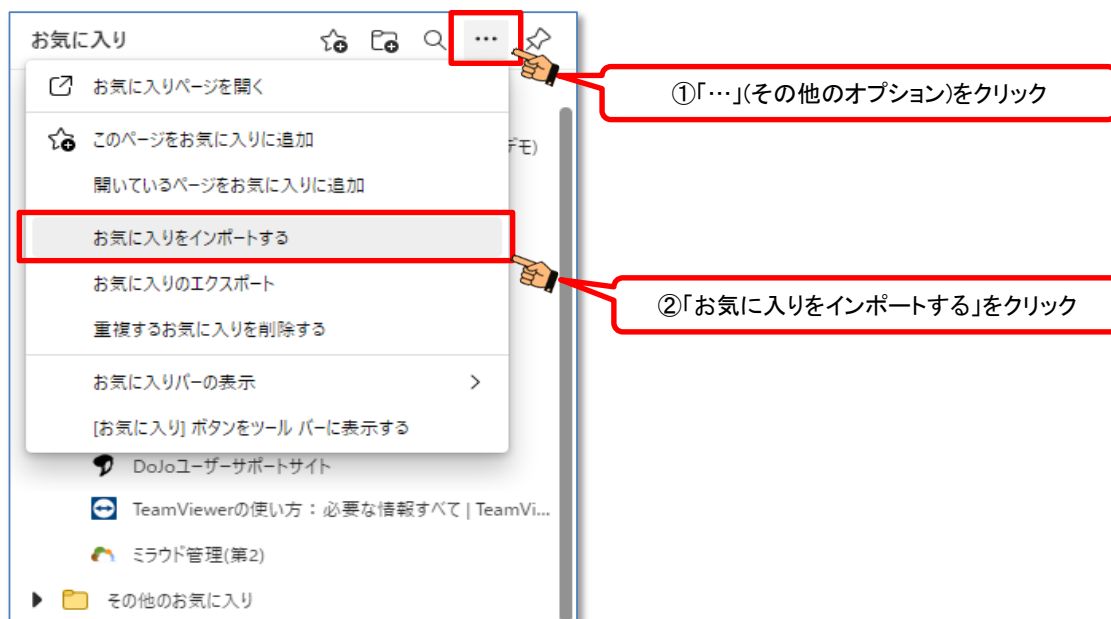 お気に入り
…
①「…」(その他のオプション)をクリック
お気に入りページを開く
このページをお気に入りに追加
デモ)
開いているページをお気に入りに追加
お気に入りをインポートする
お気に入りのエクスポート
②「お気に入りをインポートする」をクリック
重複するお気に入りを削除する
お気に入りバーの表示
[お気に入り] ボタンをツール バーに表示する
DoJoユーザーサポートサイト
TeamViewerの使い方：必要な情報すべて | TeamVi...
ミラウド管理(第2)
その他のお気に入り